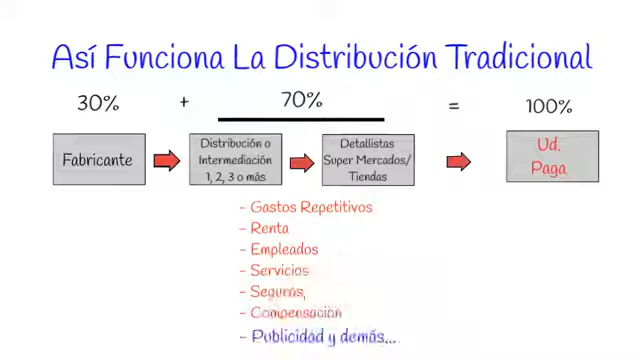 Así Funciona La Distribución Tradicional
30% + 70% = 100%
Fabricante
Distribución o
Intermediación
1, 2, 3 o más
Detallistas
Super Mercados/
Tiendas
Ud.
Paga
- Gastos Repetitivos
- Renta
- Empleados
- Servicios
- Seguras,
- Compensación
- Publicidad y demás...